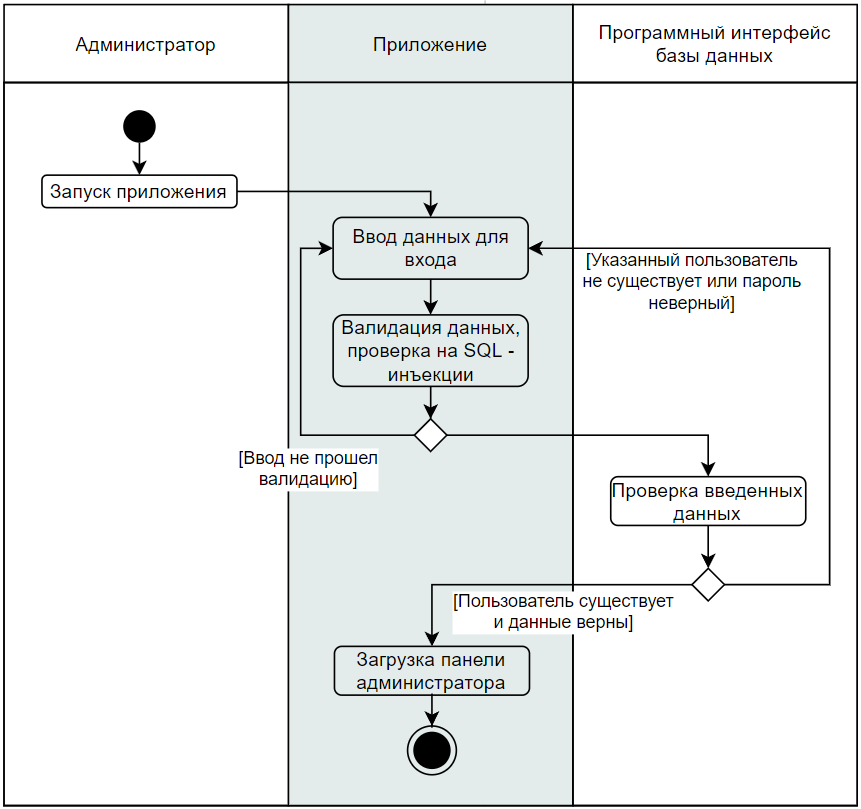 Администратор
Приложение
Программный интерфейс
базы данных
Запуск приложения
Ввод данных для
входа
[Указанный пользователь
не существует или пароль
неверный]
Валидация данных,
проверка на SQL -
инъекции
[Ввод не прошел
валидацию]
Проверка введенных
данных
[Пользователь существует
и данные верны]
Загрузка панели
администратора